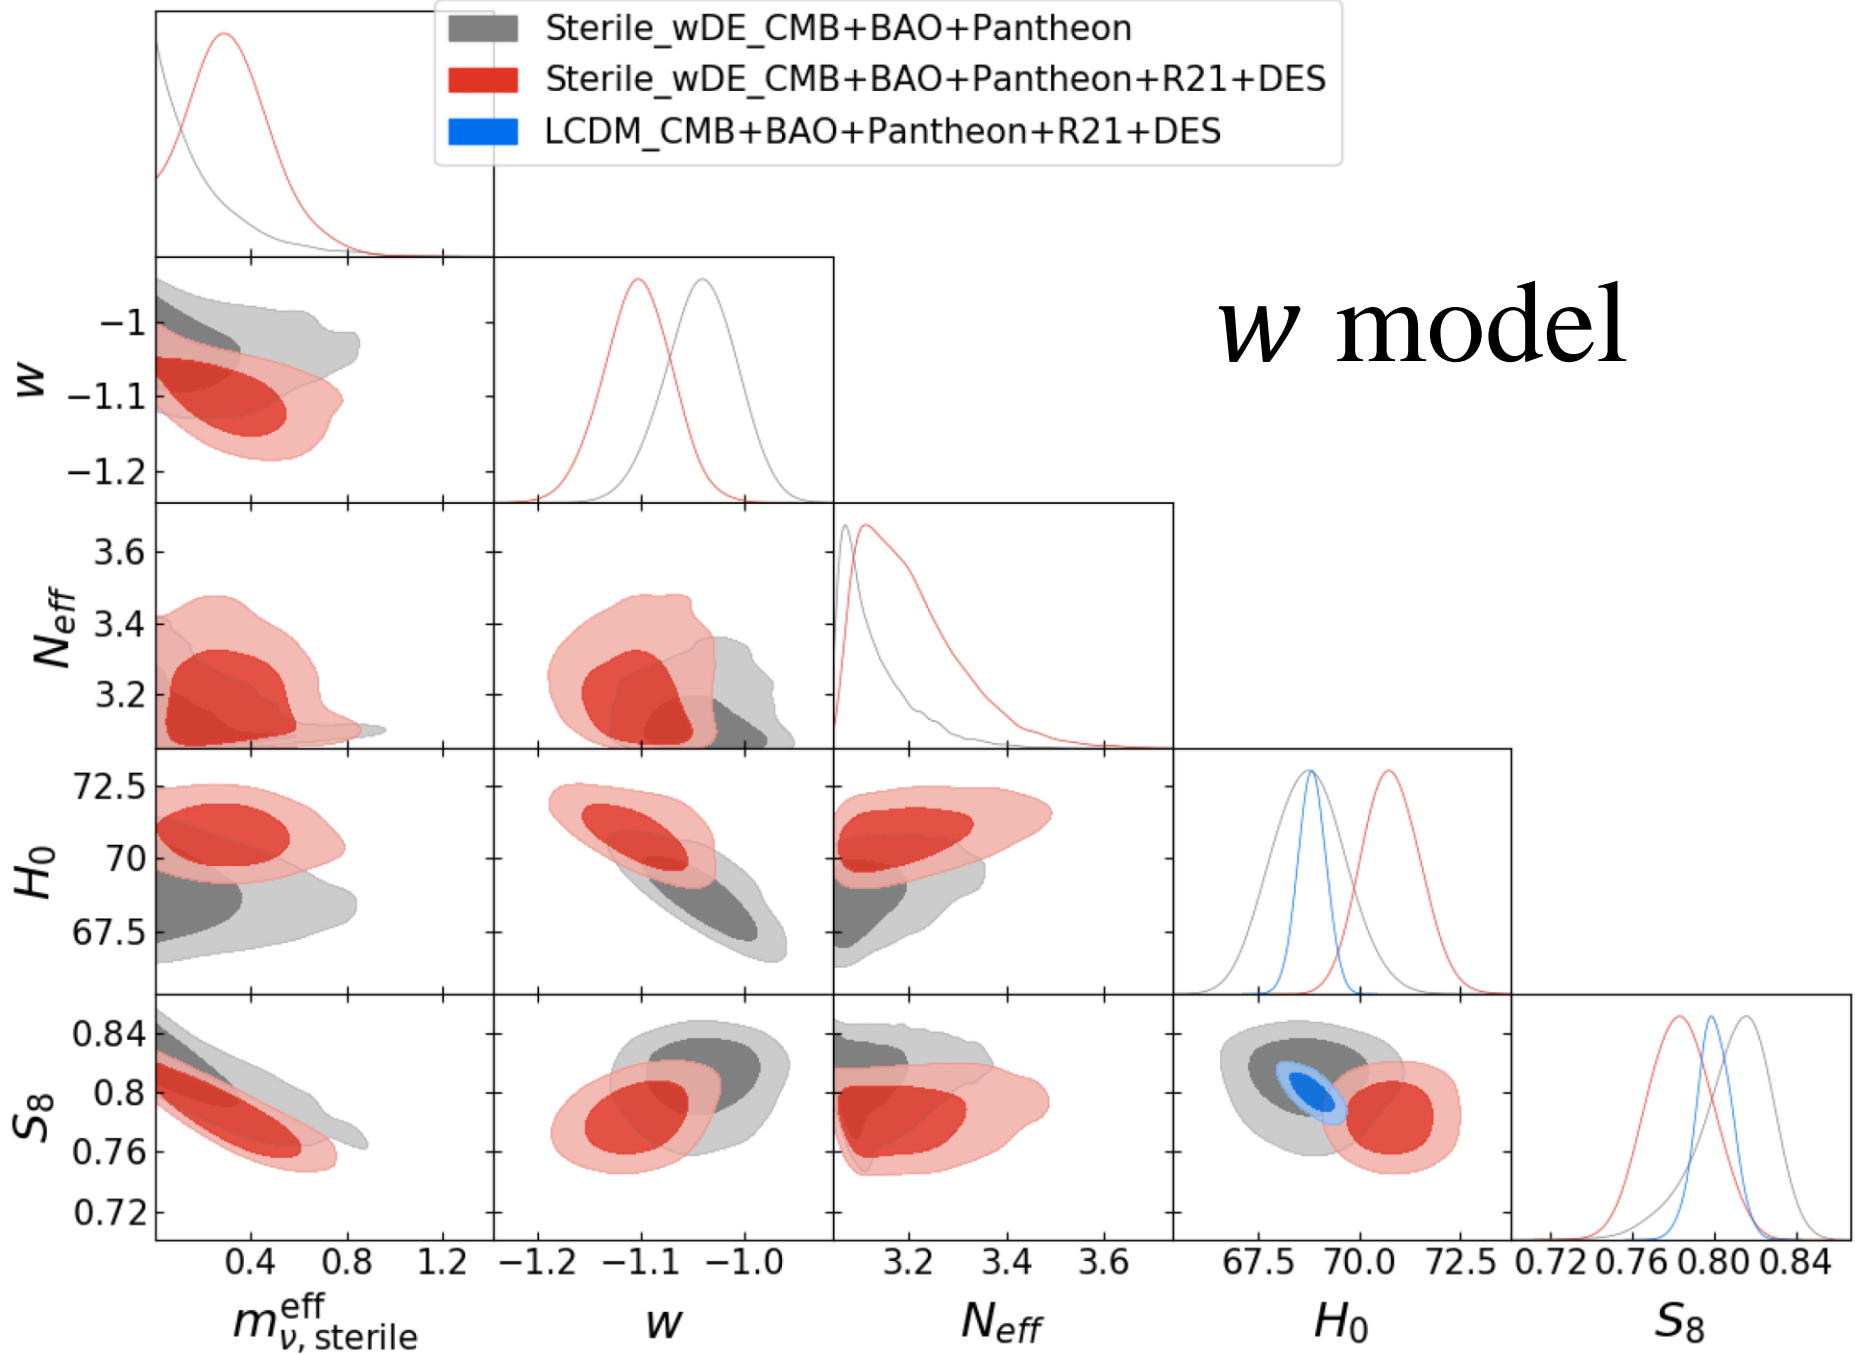 Sterile_wDE_CMB+BAO+Pantheon
Sterile_wDE_CMB+BAO+Pantheon+R21+DES
LCDM_CMB+BAO+Pantheon+R21+DES
w model
−1
−1.1
−1.2
w
3.6
3.4
3.2
N_eff
72.5
70
67.5
H_0
0.84
0.8
0.76
0.72
S_8
0.4 0.8 1.2 −1.2 −1.1 −1.0 3.2 3.4 3.6 67.5 70.0 72.5 0.72 0.76 0.80 0.84
m^eff_ν, sterile w N_eff H_0 S_8